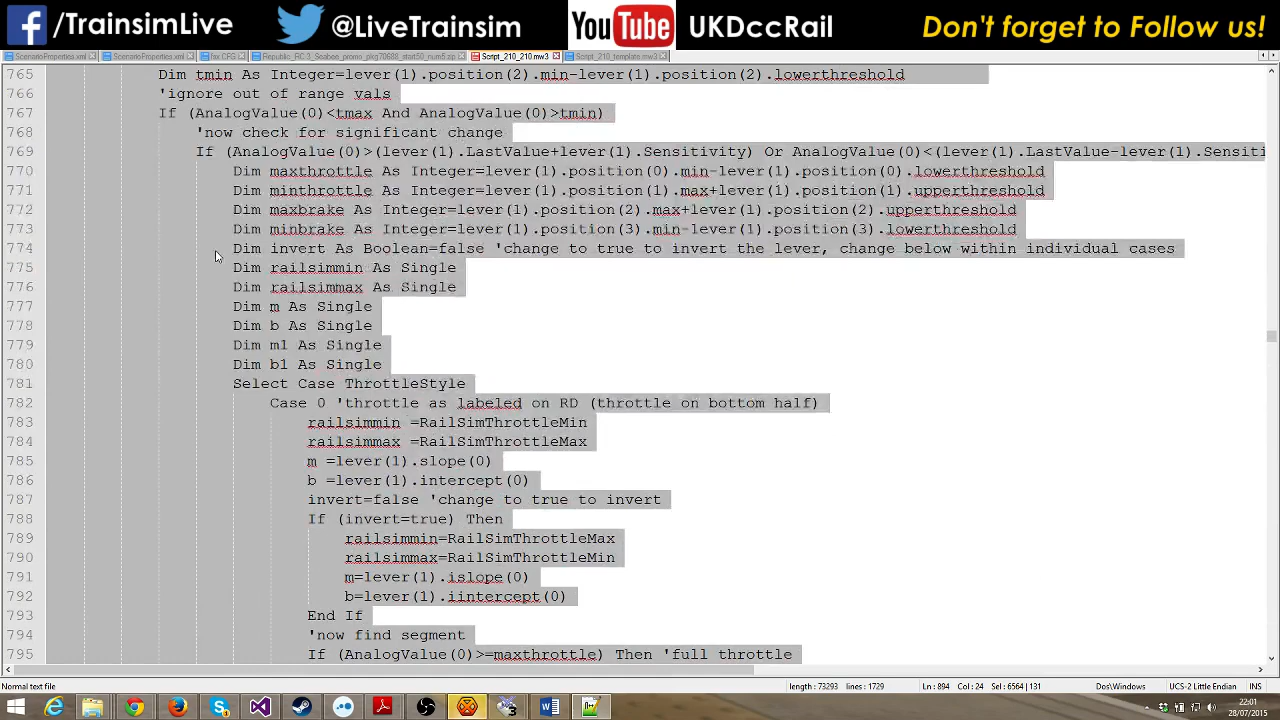 /TrainsimLive @LiveTrainsim YouTube UKDccRail Don't forget to Follow us!
ScenarioProperties.xml ScenarioProperties.xml fsx.CFG Republic_RC 3_Seabee_promo_pkg70688_start50_num5.sip Script_210_210.mw3 Script_210_template.mw3
765 Dim tmin As Integer=lever(1).position(2).min-lever(1).position(2).lowerthreshold
766 'ignore out of range vals
767 If (AnalogValue(0)<tmax And AnalogValue(0)>tmin)
768 'now check for significant change
769 If (AnalogValue(0)>(lever(1).LastValue+lever(1).Sensitivity) Or AnalogValue(0)<(lever(1).LastValue-lever(1).Sensiti
770 Dim maxthrottle As Integer=lever(1).position(0).min-lever(1).position(0).lowerthreshold
771 Dim minthrottle As Integer=lever(1).position(1).max+lever(1).position(1).upperthreshold
772 Dim maxbrake As Integer=lever(1).position(2).max+lever(1).position(2).upperthreshold
773 Dim minbrake As Integer=lever(1).position(3).min-lever(1).position(3).lowerthreshold
774 Dim invert As Boolean=false 'change to true to invert the lever, change below within individual cases
775 Dim railsimmin As Single
776 Dim railsimmax As Single
777 Dim m As Single
778 Dim b As Single
779 Dim m1 As Single
780 Dim b1 As Single
781 Select Case ThrottleStyle
782 Case 0 'throttle as labeled on RD (throttle on bottom half)
783 railsimmin =RailSimThrottleMin
784 railsimmax =RailSimThrottleMax
785 m =lever(1).slope(0)
786 b =lever(1).intercept(0)
787 invert=false 'change to true to invert
788 If (invert=true) Then
789 railsimmin=RailSimThrottleMax
790 railsimmax=RailSimThrottleMin
791 m=lever(1).islope(0)
792 b=lever(1).iintercept(0)
793 End If
794 'now find segment
795 If (AnalogValue(0)>=maxthrottle) Then 'full throttle
Normal text file length : 73293 lines : 1729 Ln : 894 Col : 24 Sel : 6564 | 131 Dos\Windows UCS-2 Little Endian INS
22:01
28/07/2015